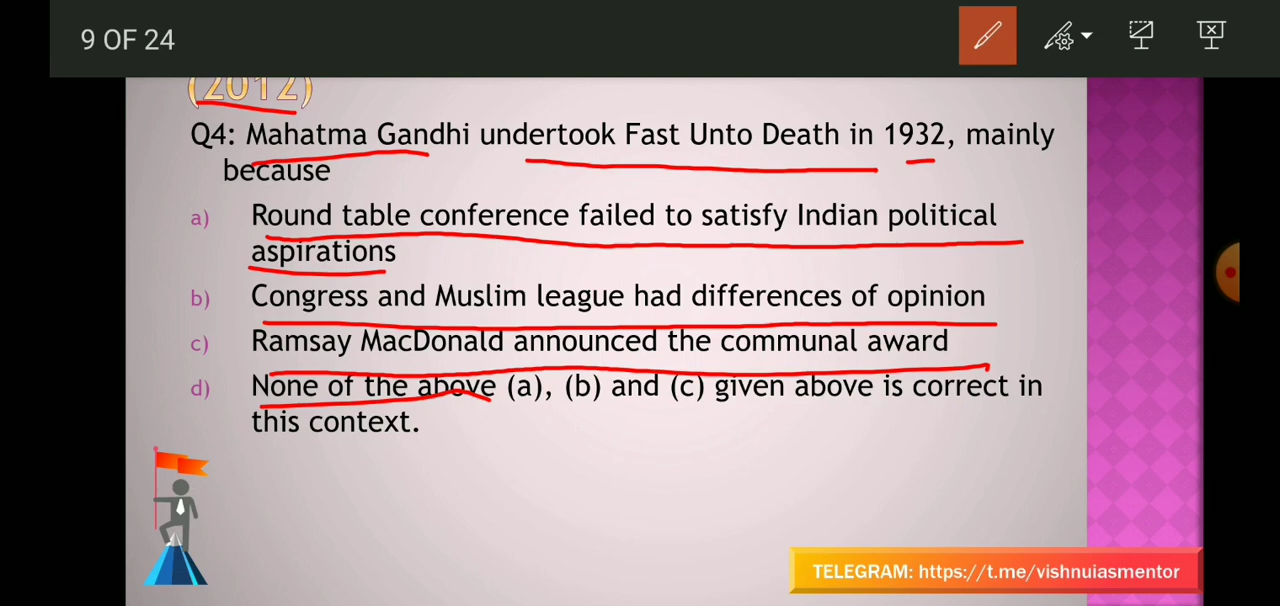 9 OF 24
(2012)
Q4: Mahatma Gandhi undertook Fast Unto Death in 1932, mainly
because
a) Round table conference failed to satisfy Indian political
aspirations
b) Congress and Muslim league had differences of opinion
c) Ramsay MacDonald announced the communal award
d) None of the above (a), (b) and (c) given above is correct in
this context.
TELEGRAM: https://t.me/vishnuiasmentor